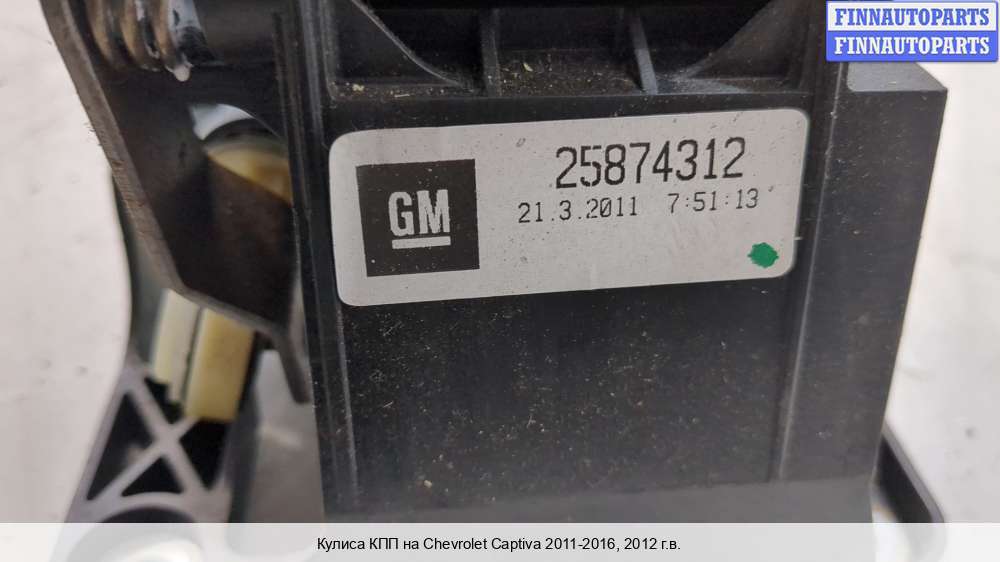 FINNAUTOPARTS
FINNAUTOPARTS
25874312
GM
21.3.2011 7:51:13
Кулиса КПП на Chevrolet Captiva 2011-2016, 2012 г.в.